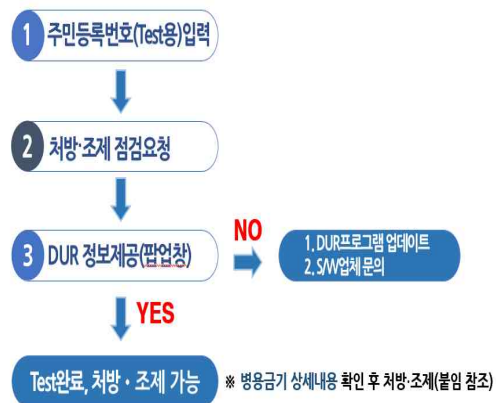 1 주민등록번호(Test용)입력
2 처방·조제 점검요청
3 DUR 정보제공(팝업창)
NO
1. DUR프로그램 업데이트
2. S/W업체 문의
YES
Test완료, 처방·조제 가능
※ 병용금기 상세내용 확인 후 처방·조제(붙임 참조)